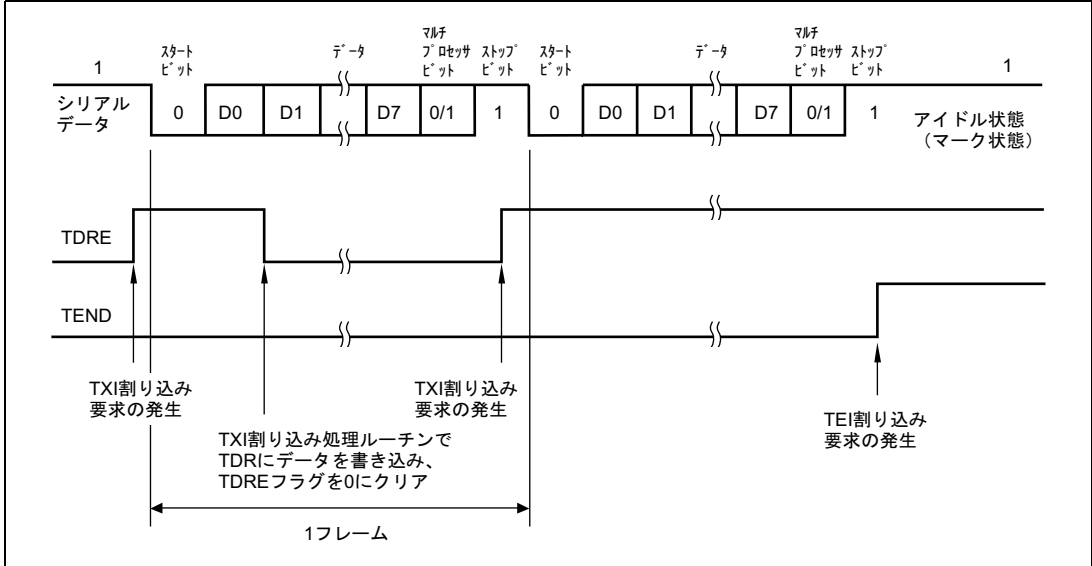 1
スタート
ビット
データ
マルチ
プロセッサ
ビット
ストップ
ビット
スタート
ビット
データ
マルチ
プロセッサ
ビット
ストップ
ビット
1
シリアル
データ
0 D0 D1 D7 0/1 1 0 D0 D1 D7 0/1 1
アイドル状態
（マーク状態）
TDRE
TEND
TXI割り込み
要求の発生
TXI割り込み処理ルーチンで
TDRにデータを書き込み、
TDREフラグを0にクリア
TXI割り込み
要求の発生
TEI割り込み
要求の発生
1フレーム